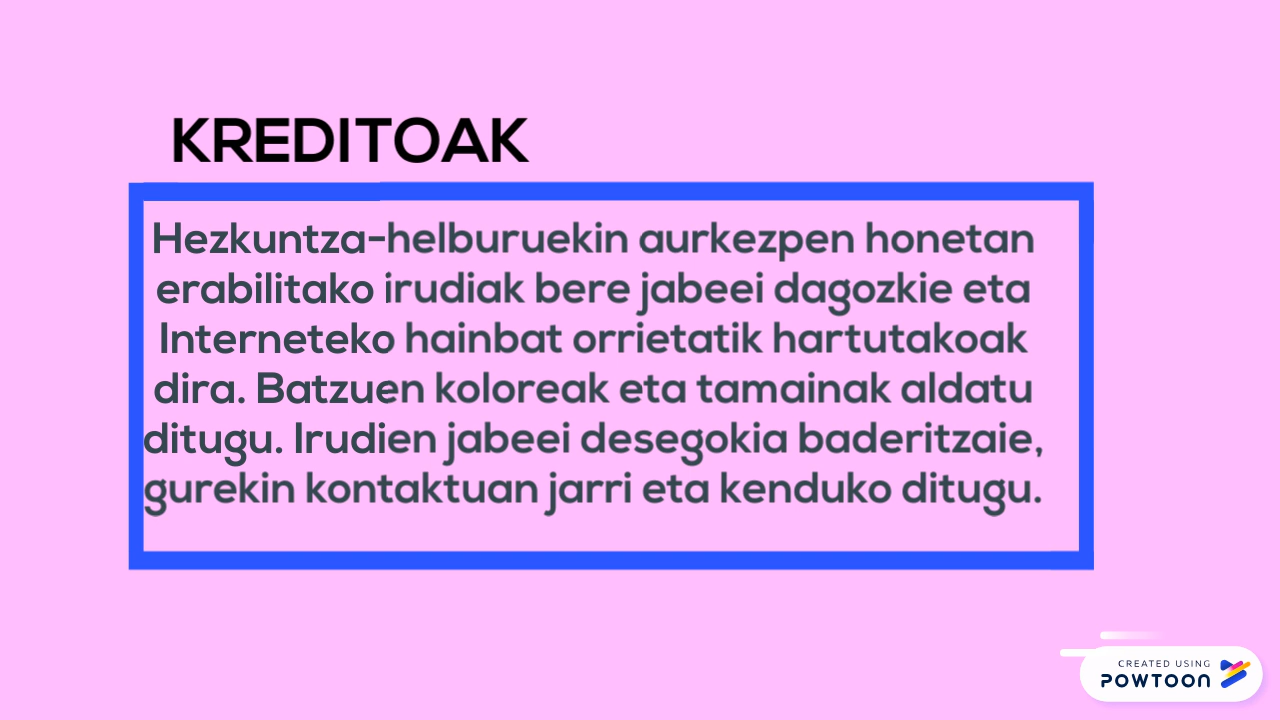 KREDITOAK
Hezkuntza-helburuekin aurkezpen honetan
erabilitako irudiak bere jabeei dagozkie eta
Interneteko hainbat orrietatik hartutakoak
dira. Batzuen koloreak eta tamainak aldatu
ditugu. Irudien jabeei desegokia baderitzaie,
gurekin kontaktuan jarri eta kenduko ditugu.
CREATED USING
POWTOON